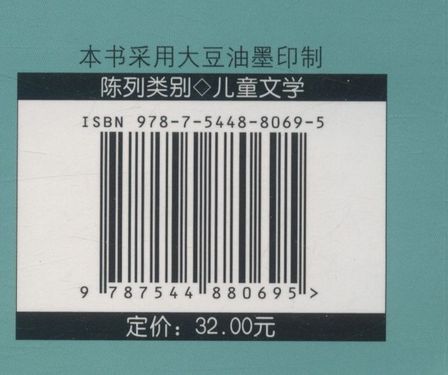 本书采用大豆油墨印制
陈列类别◇儿童文学
ISBN 978-7-5448-8069-5
9 787544 880695 >
定价：32.00元